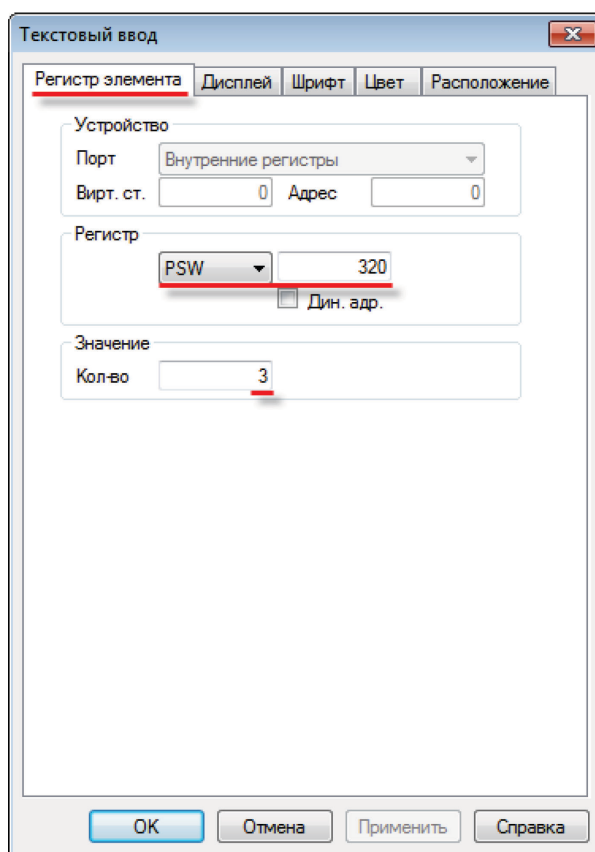 Текстовый ввод
Регистр элемента Дисплей Шрифт Цвет Расположение
Устройство
Порт Внутренние регистры
Вирт. ст. 0 Адрес 0
Регистр
PSW 320
Дин. адр.
Значение
Кол-во 3
OK Отмена Применить Справка